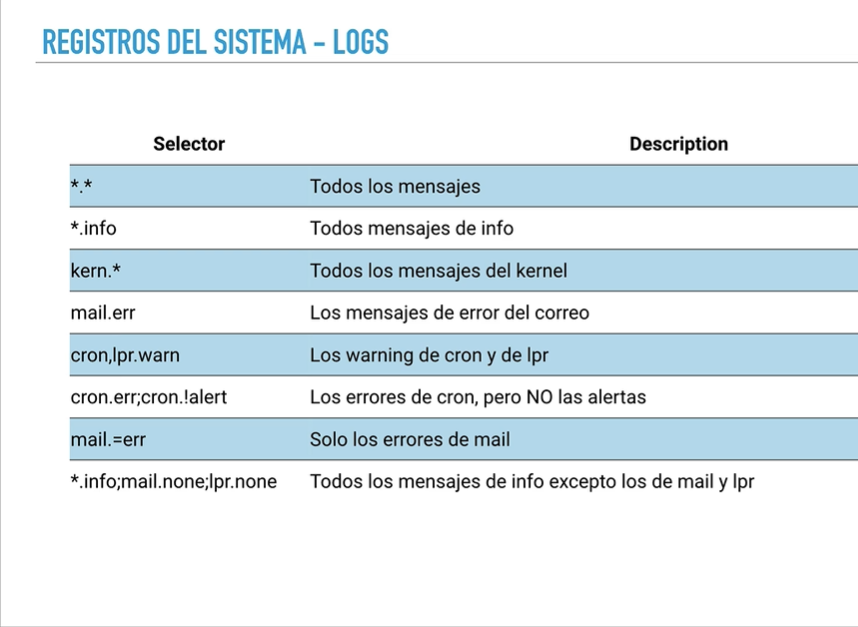 REGISTROS DEL SISTEMA – LOGS
Selector Description
*.* Todos los mensajes
*.info Todos mensajes de info
kern.* Todos los mensajes del kernel
mail.err Los mensajes de error del correo
cron,lpr.warn Los warning de cron y de lpr
cron.err;cron.!alert Los errores de cron, pero NO las alertas
mail.=err Solo los errores de mail
*.info;mail.none;lpr.none Todos los mensajes de info excepto los de mail y lpr